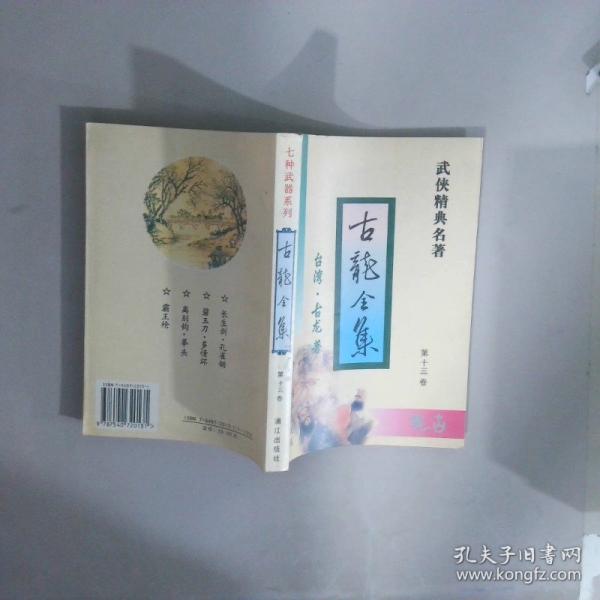 武侠精典名著
古龍全集
台湾·古龙 著
第十三卷
七种武器系列
古龍全集
第十三卷
漓江出版社
☆ 长生剑·孔雀翎
☆ 碧玉刀·多情环
☆ 离别钩·拳头
☆ 霸王枪
9787540720131
孔夫子旧书网
www.kongfz.com